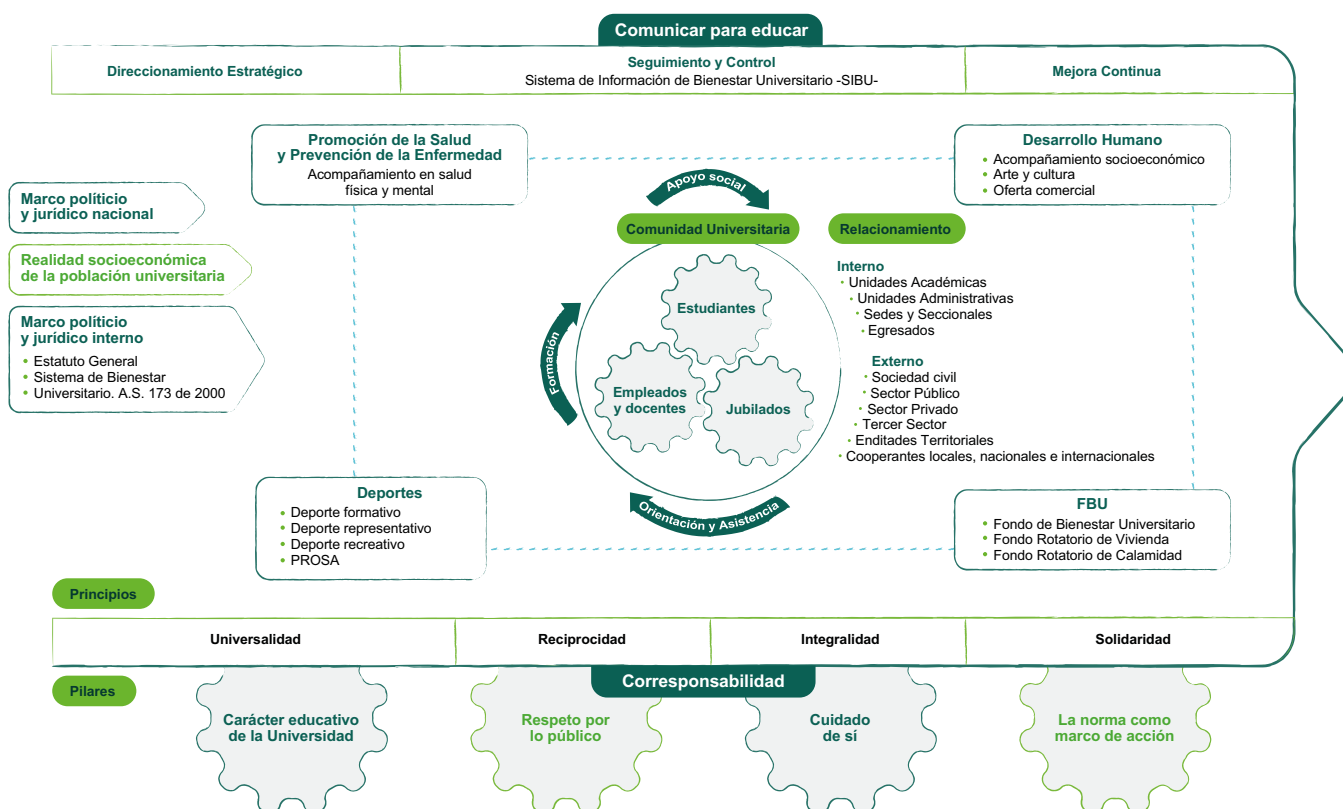 Comunicar para educar
Direccionamiento Estratégico
Seguimiento y Control
Sistema de Información de Bienestar Universitario -SIBU-
Mejora Continua
Promoción de la Salud
y Prevención de la Enfermedad
Acompañamiento en salud
física y mental
Desarrollo Humano
• Acompañamiento socioeconómico
• Arte y cultura
• Oferta comercial
Marco políticio
y jurídico nacional
Realidad socioeconómica
de la población universitaria
Marco políticio
y jurídico interno
• Estatuto General
• Sistema de Bienestar
• Universitario. A.S. 173 de 2000
Apoyo social
Comunidad Universitaria
Formación
Estudiantes
Empleados
y docentes
Jubilados
Orientación y Asistencia
Relacionamiento
Interno
• Unidades Académicas
• Unidades Administrativas
• Sedes y Seccionales
• Egresados
Externo
• Sociedad civil
• Sector Público
• Sector Privado
• Tercer Sector
• Endidades Territoriales
• Cooperantes locales, nacionales e internacionales
Deportes
• Deporte formativo
• Deporte representativo
• Deporte recreativo
• PROSA
FBU
• Fondo de Bienestar Universitario
• Fondo Rotatorio de Vivienda
• Fondo Rotatorio de Calamidad
Principios
Universalidad
Reciprocidad
Integralidad
Solidaridad
Corresponsabilidad
Pilares
Carácter educativo
de la Universidad
Respeto por
lo público
Cuidado
de sí
La norma como
marco de acción